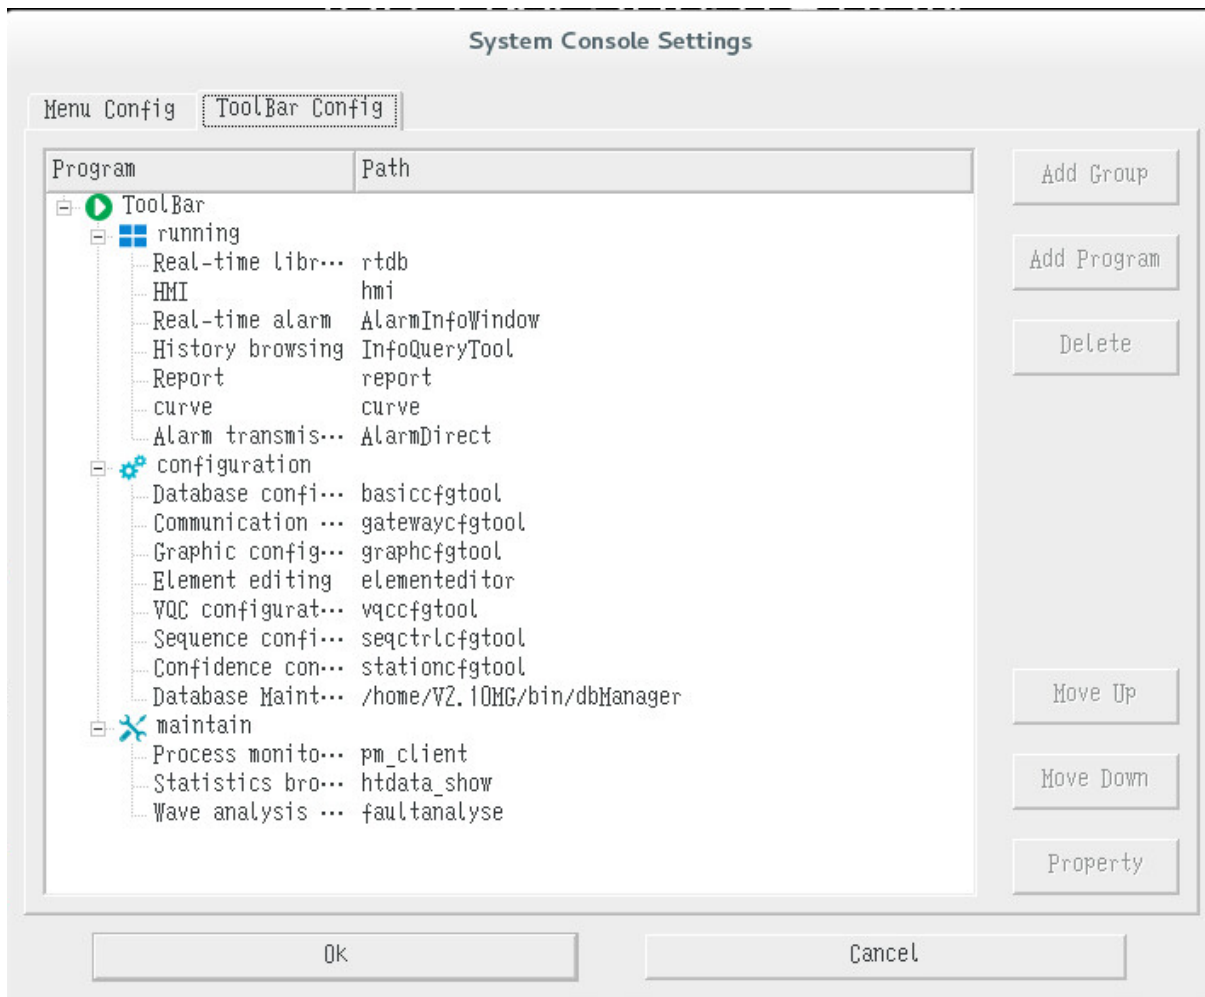 System Console Settings
Menu Config ToolBar Config
Program Path
Add Group
ToolBar
running
Real-time libr··· rtdb
Add Program
HMI hmi
Real-time alarm AlarmInfoWindow
History browsing InfoQueryTool
Delete
Report report
curve curve
Alarm transmis··· AlarmDirect
configuration
Database confi··· basiccfgtool
Communication ··· gatewaycfgtool
Graphic config··· graphcfgtool
Element editing elementeditor
VQC configurat··· vqccfgtool
Sequence confi··· seqctrlcfgtool
Confidence con··· stationcfgtool
Database Maint··· /home/V2.10MG/bin/dbManager
Move Up
maintain
Process monito··· pm_client
Statistics bro··· htdata_show
Move Down
Wave analysis ··· faultanalyse
Property
Ok Cancel